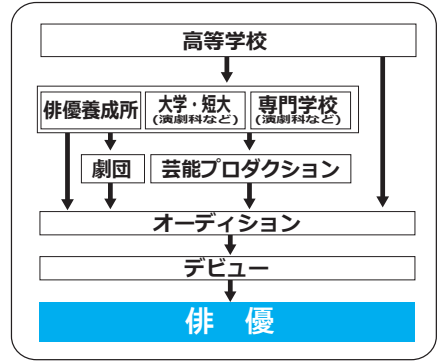 高等学校
俳優養成所
大学・短大
(演劇科など)
専門学校
(演劇科など)
劇団
芸能プロダクション
オーディション
デビュー
俳 優